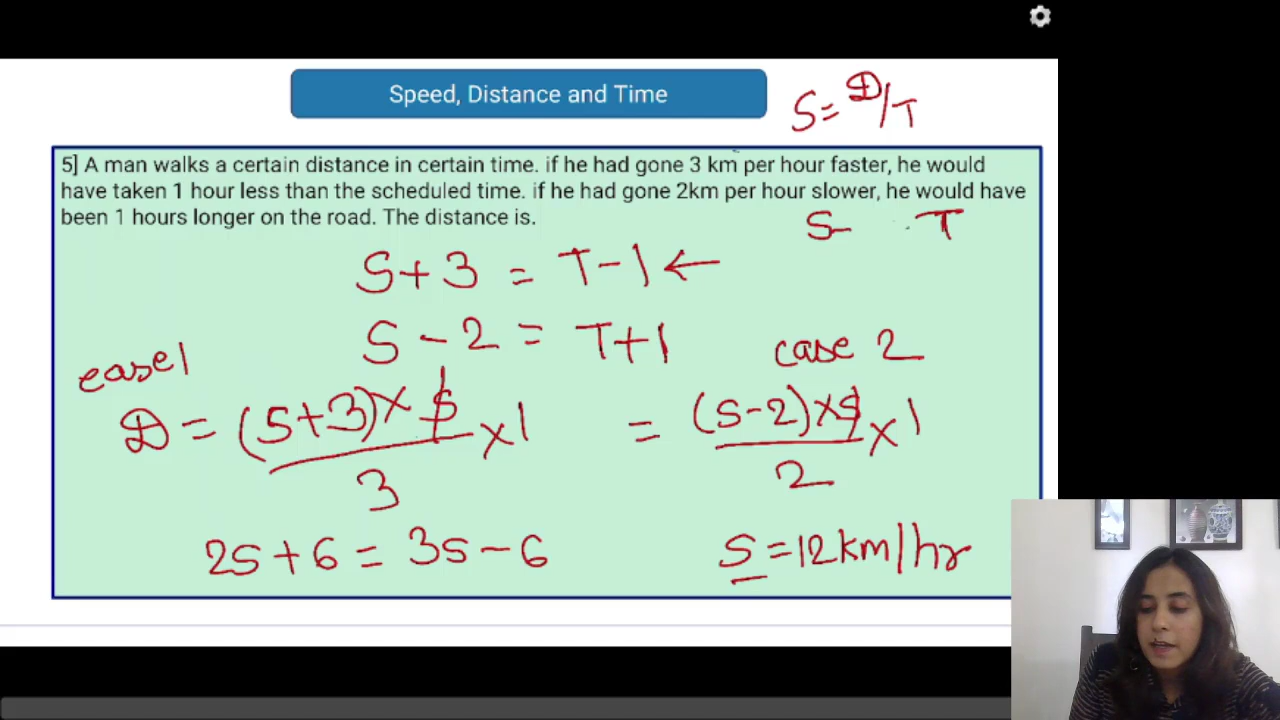 Speed, Distance and Time
S = D/T
5] A man walks a certain distance in certain time. if he had gone 3 km per hour faster, he would
have taken 1 hour less than the scheduled time. if he had gone 2km per hour slower, he would have
been 1 hours longer on the road. The distance is.
S T
S+3 = T-1 ←
S - 2 = T+1
case1
case 2
D = (S+3) × S / 3 × 1 = (S-2) × S / 2 × 1
2S + 6 = 3S - 6
S = 12km/hr